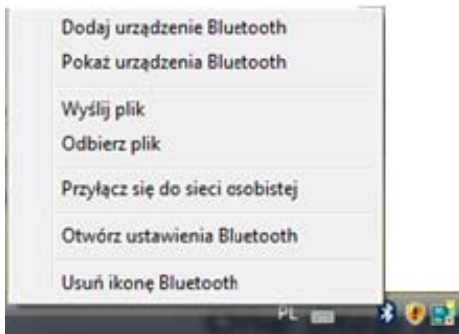 Dodaj urządzenie Bluetooth
Pokaż urządzenia Bluetooth
Wyślij plik
Odbierz plik
Przyłącz się do sieci osobistej
Otwórz ustawienia Bluetooth
Usuń ikonę Bluetooth
PL